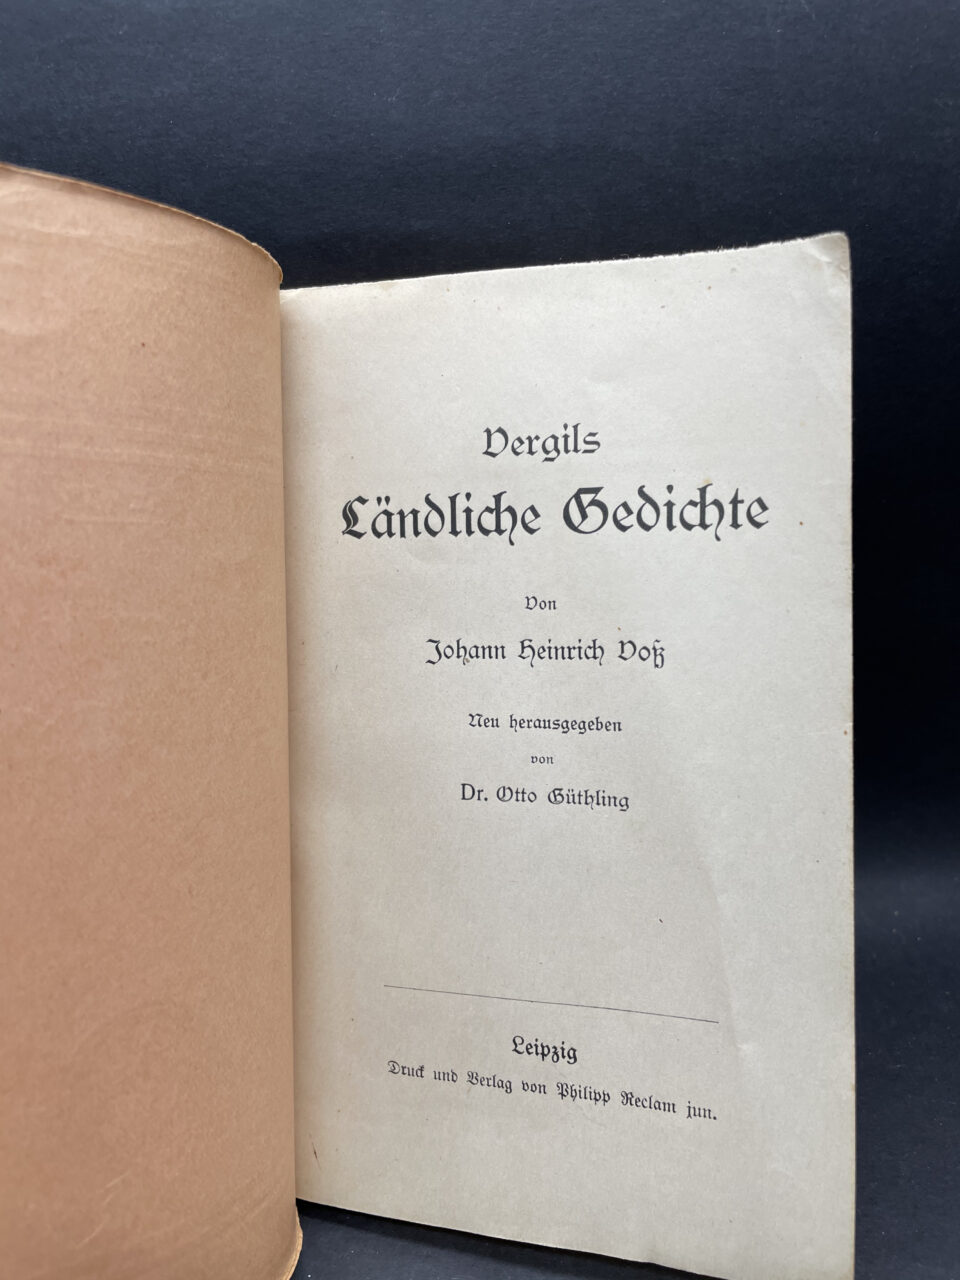 Vergils
Ländliche Gedichte
Von
Johann Heinrich Voß
Neu herausgegeben
von
Dr. Otto Güthling
Leipzig
Druck und Verlag von Philipp Reclam jun.